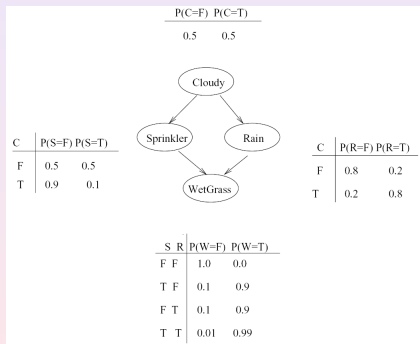 P(C=F) P(C=T)
0.5 0.5
Cloudy
Sprinkler Rain
WetGrass
C P(S=F) P(S=T)
F 0.5 0.5
T 0.9 0.1
C P(R=F) P(R=T)
F 0.8 0.2
T 0.2 0.8
S R P(W=F) P(W=T)
F F 1.0 0.0
T F 0.1 0.9
F T 0.1 0.9
T T 0.01 0.99